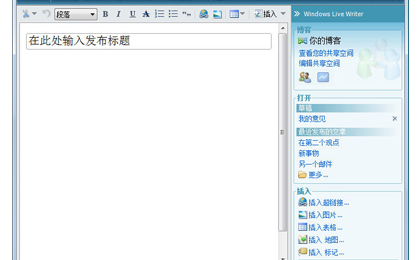 段落 B I U A 插入
Windows Live Writer
在此处输入发布标题
博客
你的博客
查看您的共享空间
编辑共享空间
打开
草稿
我的意见
最近发布的文章
在第二个观点
新事物
另一个邮件
更多...
插入
插入超链接...
插入图片...
插入表格...
插入 地图...
插入 标记...